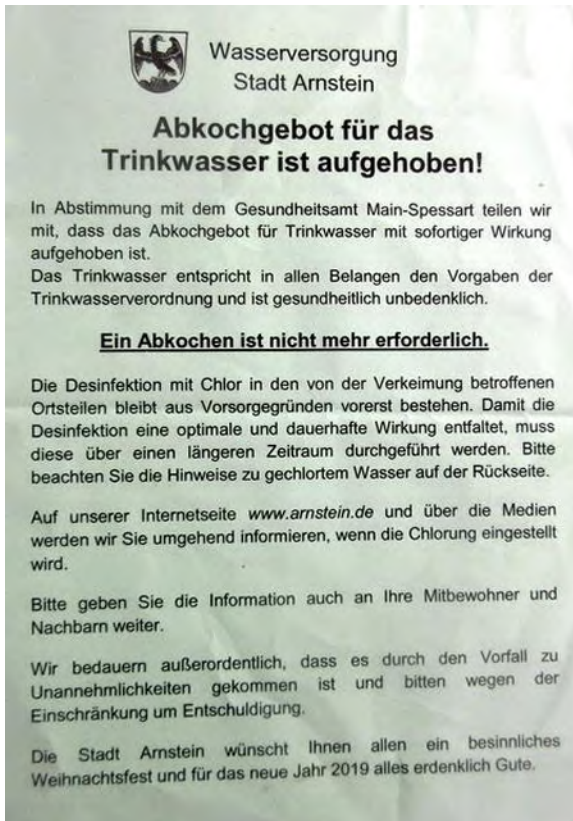 Wasserversorgung
Stadt Arnstein
Abkochgebot für das
Trinkwasser ist aufgehoben!
In Abstimmung mit dem Gesundheitsamt Main-Spessart teilen wir
mit, dass das Abkochgebot für Trinkwasser mit sofortiger Wirkung
aufgehoben ist.
Das Trinkwasser entspricht in allen Belangen den Vorgaben der
Trinkwasserverordnung und ist gesundheitlich unbedenklich.
Ein Abkochen ist nicht mehr erforderlich.
Die Desinfektion mit Chlor in den von der Verkeimung betroffenen
Ortsteilen bleibt aus Vorsorgegründen vorerst bestehen. Damit die
Desinfektion eine optimale und dauerhafte Wirkung entfaltet, muss
diese über einen längeren Zeitraum durchgeführt werden. Bitte
beachten Sie die Hinweise zu gechlortem Wasser auf der Rückseite.
Auf unserer Internetseite www.arnstein.de und über die Medien
werden wir Sie umgehend informieren, wenn die Chlorung eingestellt
wird.
Bitte geben Sie die Information auch an Ihre Mitbewohner und
Nachbarn weiter.
Wir bedauern außerordentlich, dass es durch den Vorfall zu
Unannehmlichkeiten gekommen ist und bitten wegen der
Einschränkung um Entschuldigung.
Die Stadt Arnstein wünscht Ihnen allen ein besinnliches
Weihnachtsfest und für das neue Jahr 2019 alles erdenklich Gute.